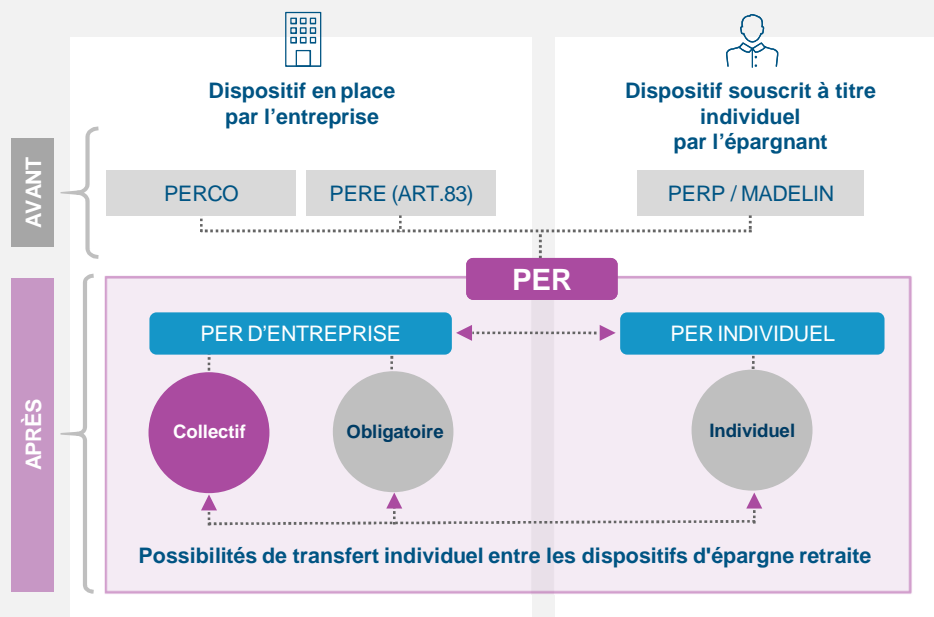 Dispositif en place
par l'entreprise
Dispositif souscrit à titre
individuel
par l'épargnant
AVANT
PERCO
PERE (ART.83)
PERP / MADELIN
PER
APRÈS
PER D'ENTREPRISE
PER INDIVIDUEL
Collectif
Obligatoire
Individuel
Possibilités de transfert individuel entre les dispositifs d'épargne retraite